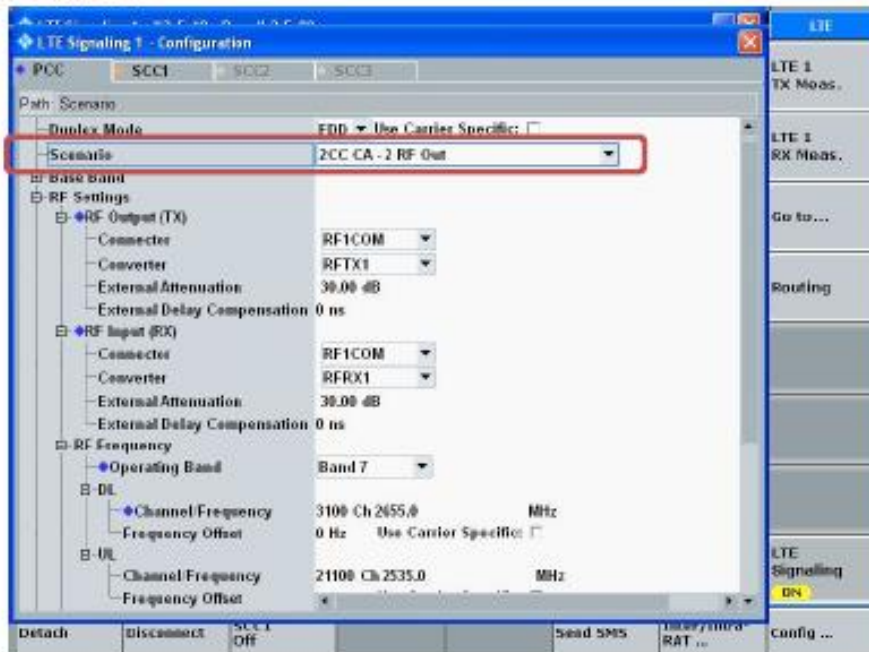 LTE
LTE Signaling 1 - Configuration
PCC SCC1 SCC2 SCC3
Path: Scenario
Duplex Mode FDD Use Carrier Specific:
Scenario 2CC CA - 2 RF Out
Base Band
RF Settings
RF Output (TX)
Connector RF1COM
Converter RFTX1
External Attenuation 30.00 dB
External Delay Compensation 0 ns
RF Input (RX)
Connector RF1COM
Converter RFRX1
External Attenuation 30.00 dB
External Delay Compensation 0 ns
RF Frequency
Operating Band Band 7
DL
Channel/Frequency 3100 Ch 2655.0 MHz
Frequency Offset 0 Hz Use Carrier Specific:
UL
Channel/Frequency 21100 Ch 2535.0 MHz
Frequency Offset
LTE 1
TX Meas.
LTE 1
RX Meas.
Go to...
Routing
LTE
Signaling
ON
Detach Disconnect SCC1
Off Send SMS Inter/Intra-
RAT ... Config ...